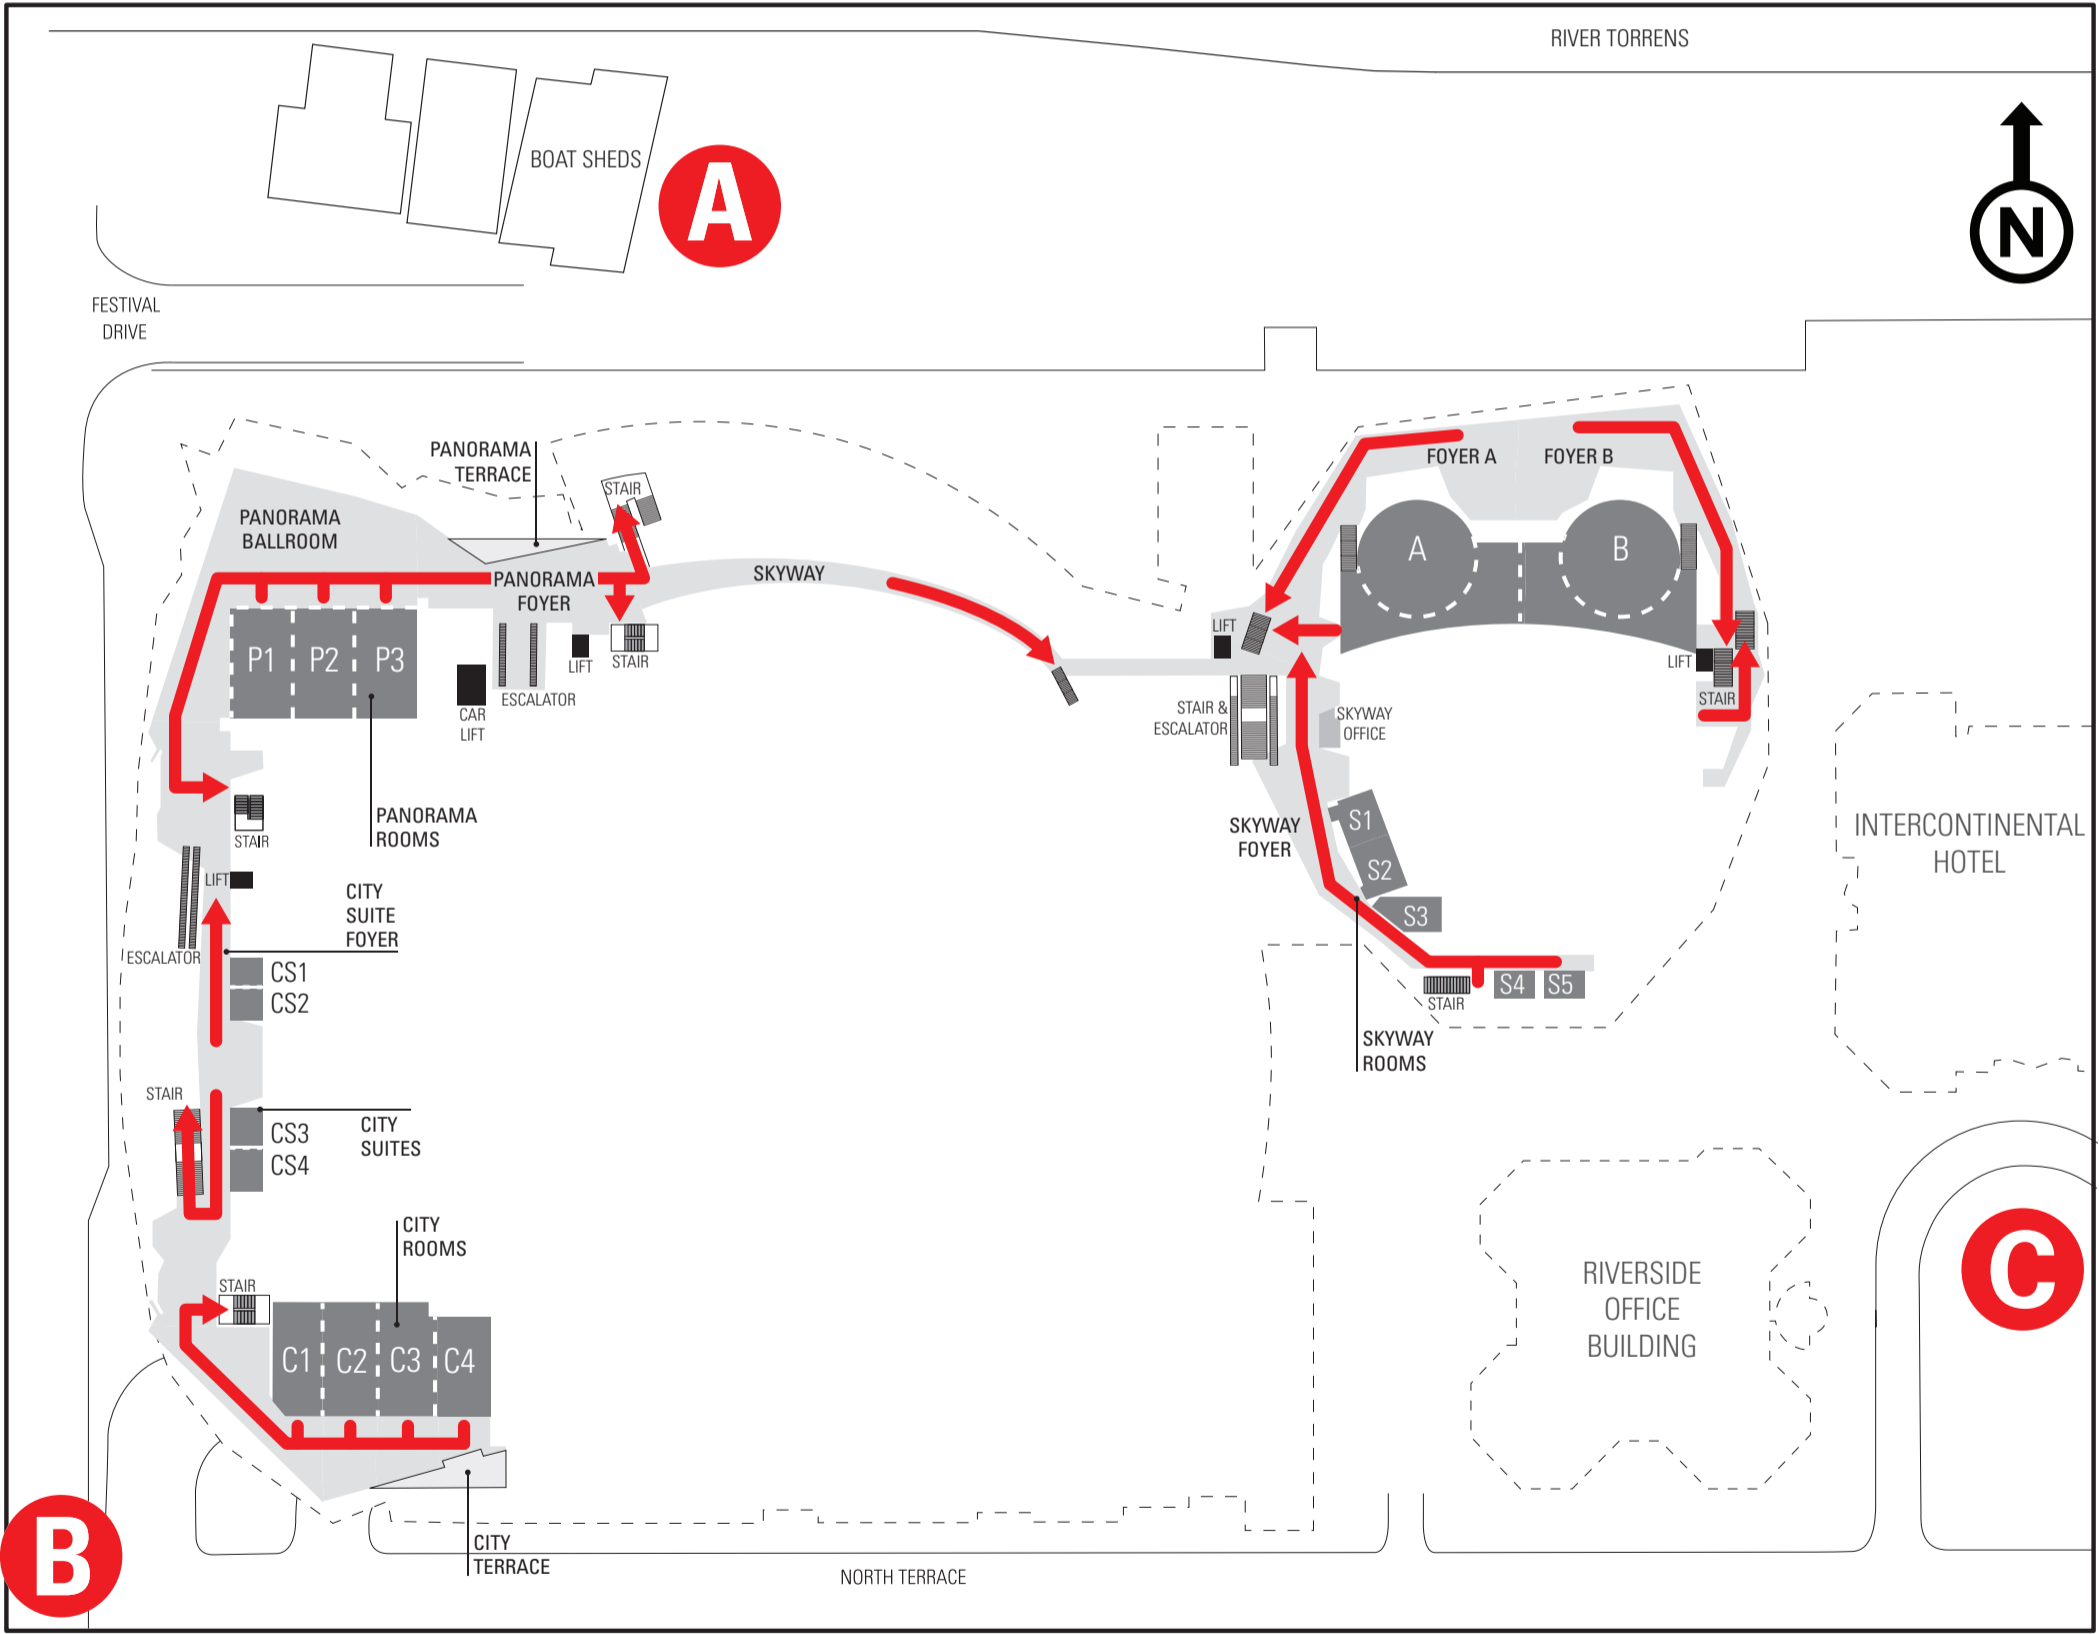 RIVER TORRENS
BOAT SHEDS
A
N
FESTIVAL
DRIVE
PANORAMA
TERRACE
STAIR
PANORAMA
BALLROOM
PANORAMA
FOYER
SKYWAY
FOYER A
FOYER B
A
B
P1
P2
P3
CAR
LIFT
ESCALATOR
LIFT
STAIR
LIFT
STAIR &
ESCALATOR
SKYWAY
OFFICE
LIFT
STAIR
PANORAMA
ROOMS
STAIR
LIFT
ESCALATOR
CITY
SUITE
FOYER
CS1
CS2
SKYWAY
FOYER
S1
S2
S3
S4
S5
STAIR
SKYWAY
ROOMS
INTERCONTINENTAL
HOTEL
STAIR
CS3
CS4
CITY
SUITES
CITY
ROOMS
STAIR
C1
C2
C3
C4
RIVERSIDE
OFFICE
BUILDING
C
B
CITY
TERRACE
NORTH TERRACE